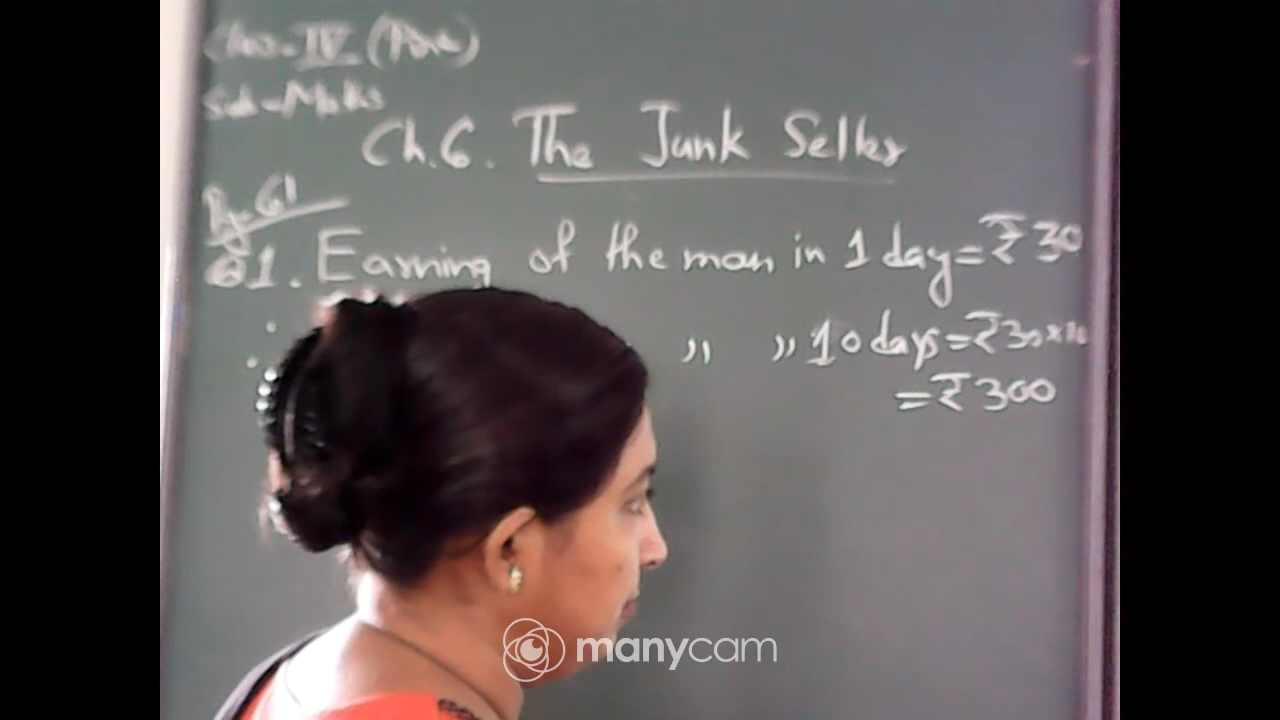 Class-IV
Sub-Maths
Ch.6. The Junk Seller
Pg-61
Q1. Earning of the man in 1 day = ₹30
" " 10 days = ₹30×10
= ₹300
manycam